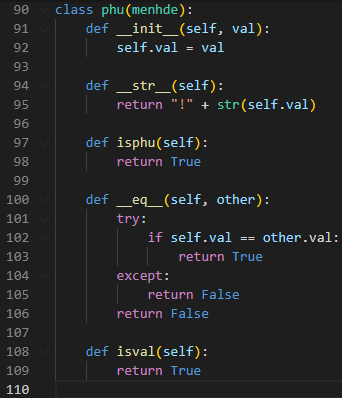 90 class phu(menhde):
91     def __init__(self, val):
92         self.val = val
93
94     def __str__(self):
95         return "!" + str(self.val)
96
97     def isphu(self):
98         return True
99
100     def __eq__(self, other):
101         try:
102             if self.val == other.val:
103                 return True
104         except:
105             return False
106         return False
107
108     def isval(self):
109         return True
110